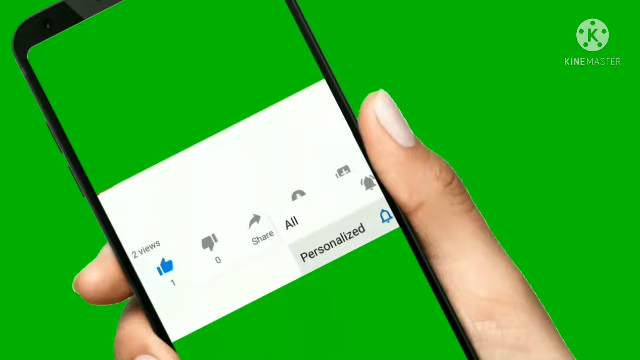 K
KINEMASTER
2 views
1
0
Share
All
Personalized